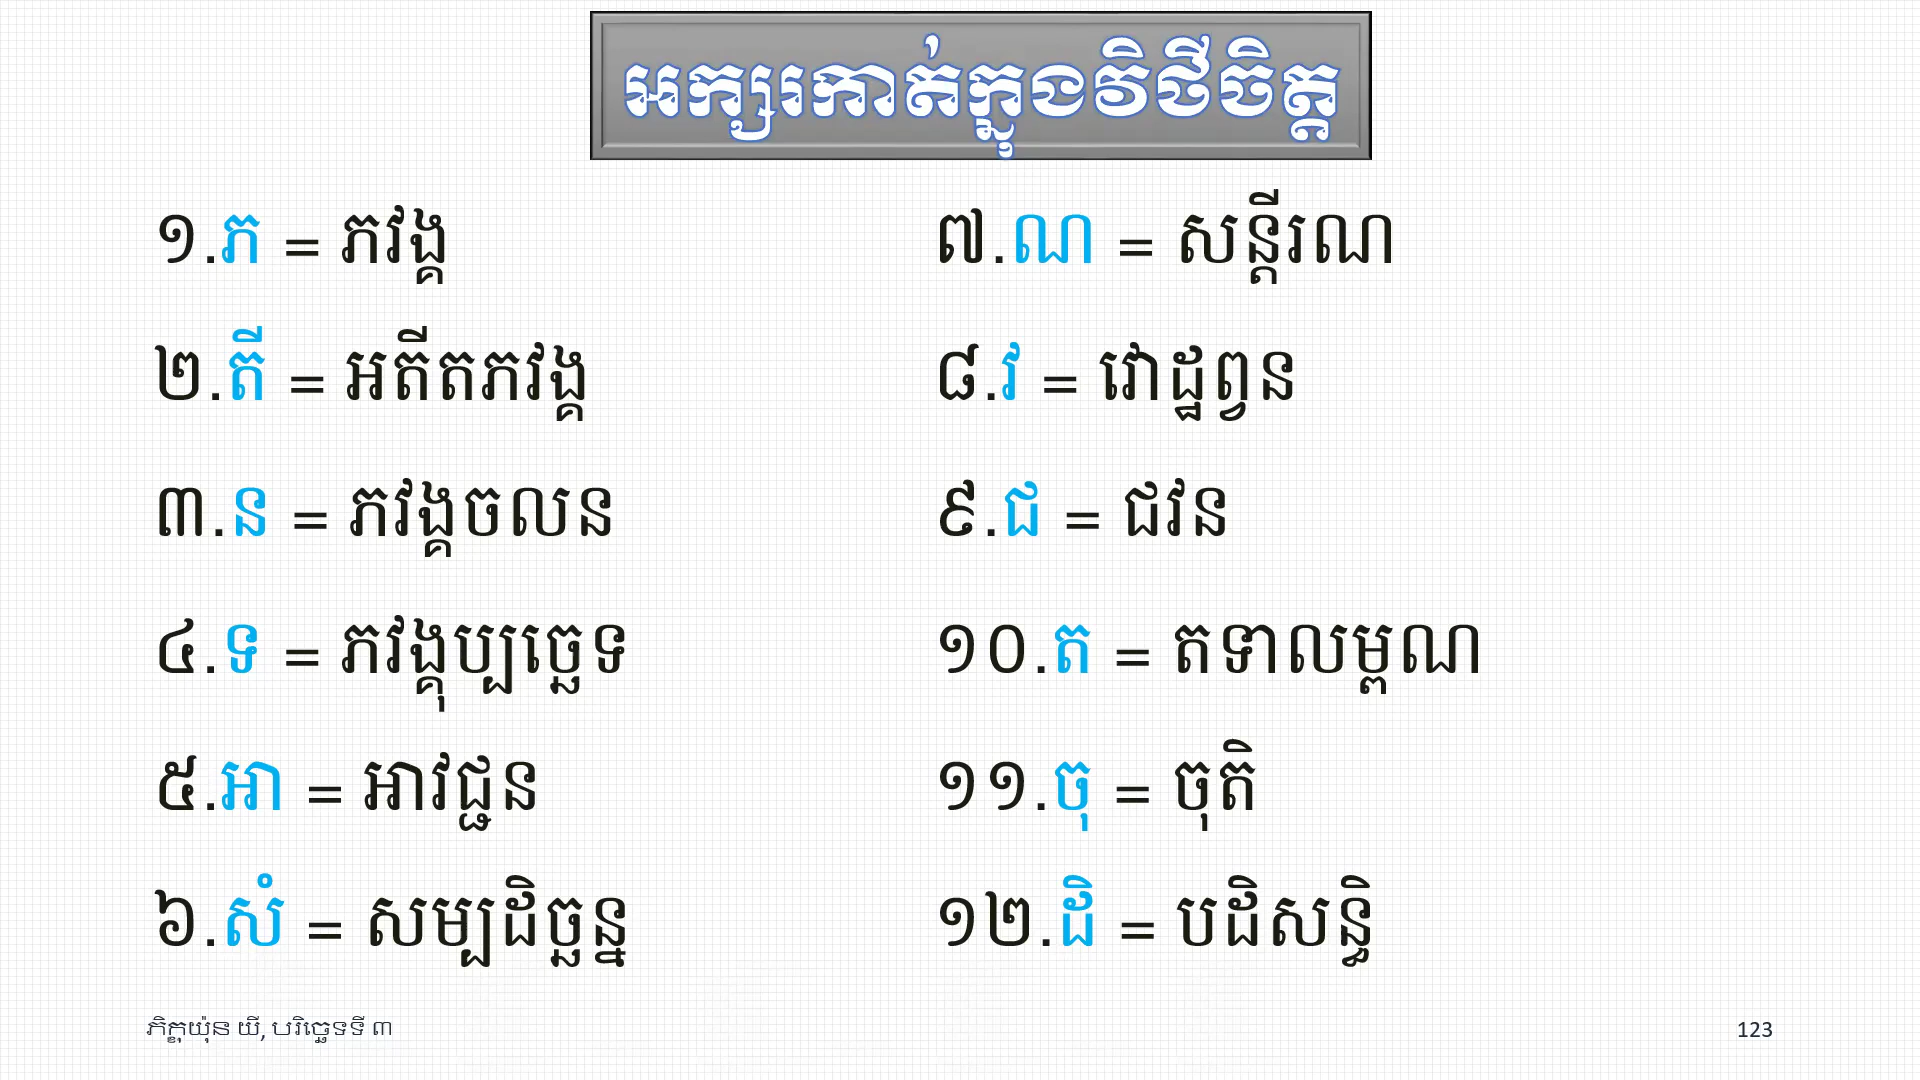 អក្សរកាត់ក្នុងវិថីចិត្ត
១.ភ = ភវង្គ
២.តី = អតីតភវង្គ
៣.ន = ភវង្គចលន
៤.ទ = ភវង្គុប្បច្ឆេទ
៥.អា = អាវជ្ជន
៦.សំ = សម្បដិច្ឆន្ន
៧.ណ = សន្តីរណ
៨.វ = វោដ្ឋព្វន
៩.ជ = ជវន
១០.ត = តទាលម្ពណ
១១.ចុ = ចុតិ
១២.ដិ = បដិសន្ធិ
ភិក្ខុយ៉ុន យី, បរិច្ឆេទទី ៣
123